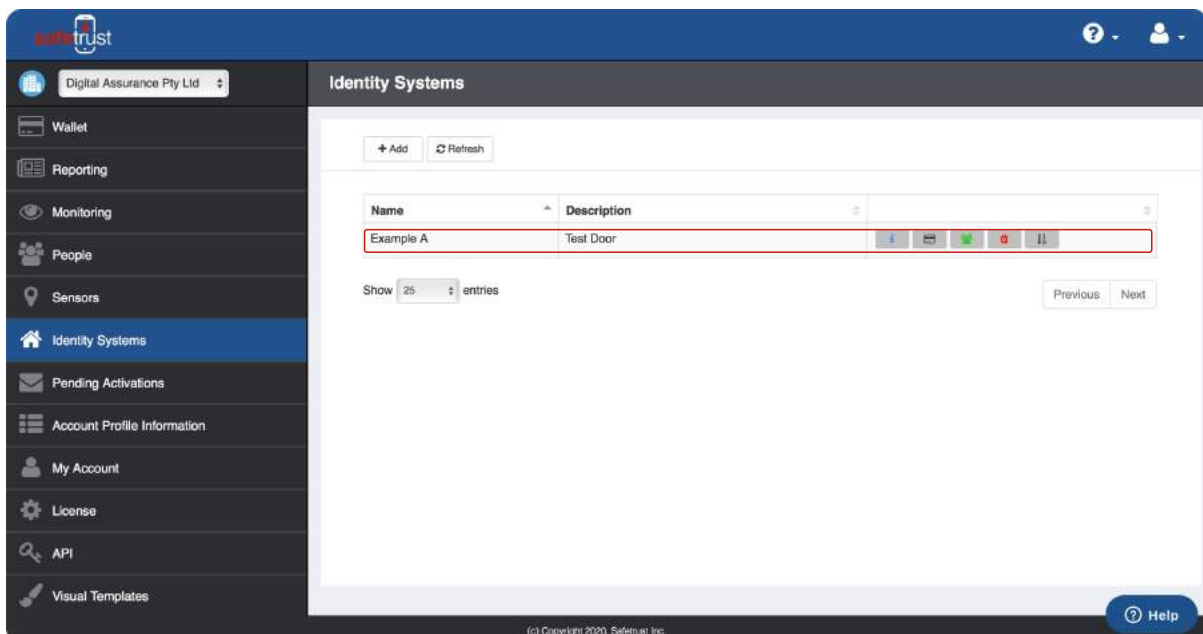 safetrust
Digital Assurance Pty Ltd
Identity Systems
Wallet
Reporting
Monitoring
People
Sensors
Identity Systems
Pending Activations
Account Profile Information
My Account
License
API
Visual Templates
+ Add
Refresh
Name Description
Example A Test Door
Show 25 entries
Previous Next
Help
(c) Copyright 2020, Safetrust Inc.